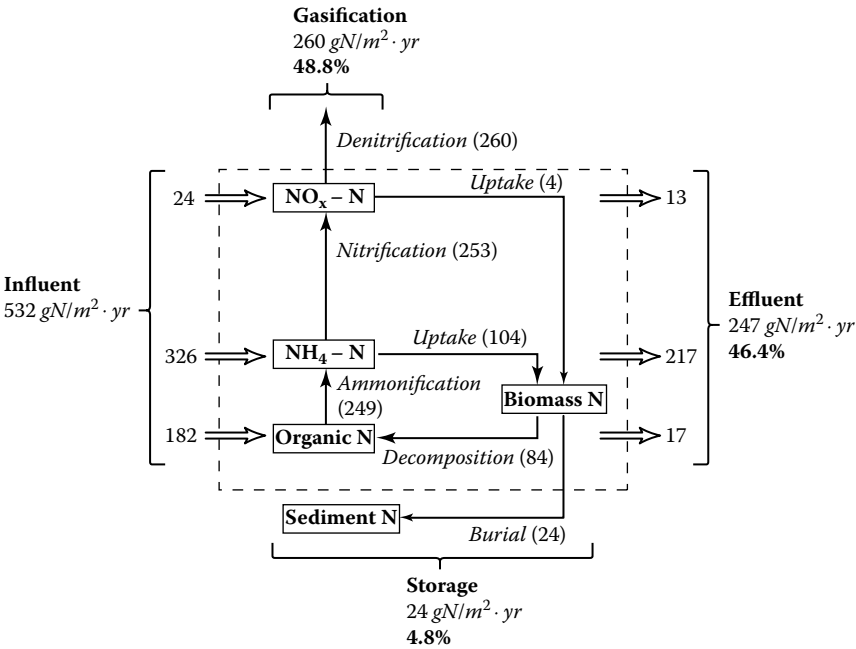 Gasification
260 gN/m²·yr
48.8%
Denitrification (260)
24
NOₓ – N
Uptake (4)
13
Nitrification (253)
Influent
532 gN/m²·yr
Effluent
247 gN/m²·yr
46.4%
326
NH₄ – N
Uptake (104)
217
Ammonification
(249)
Biomass N
182
Organic N
17
Decomposition (84)
Sediment N
Burial (24)
Storage
24 gN/m²·yr
4.8%